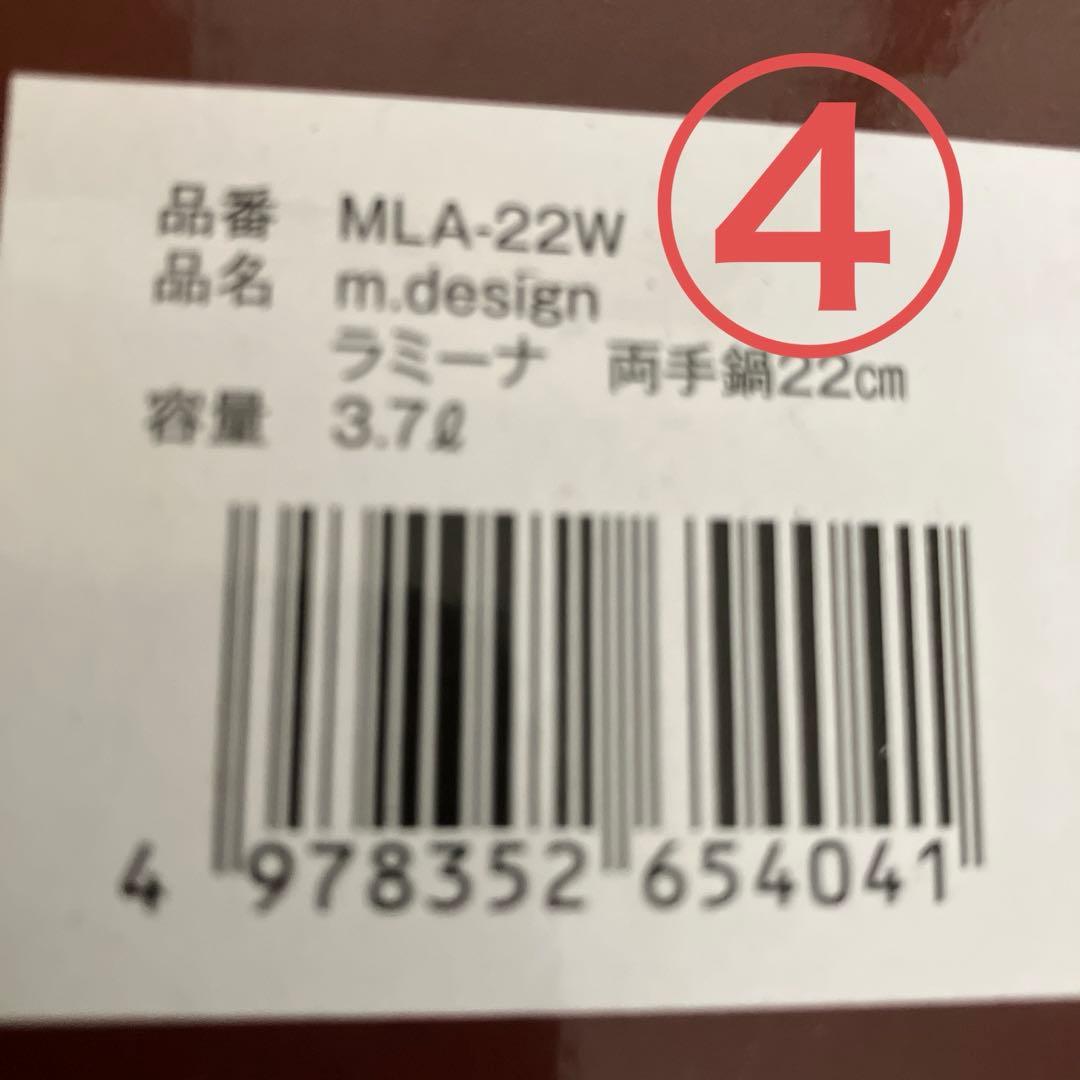 ④
品番 MLA-22W
品名 m.design
ラミーナ 両手鍋22㎝
容量 3.7ℓ
4 978352 654041